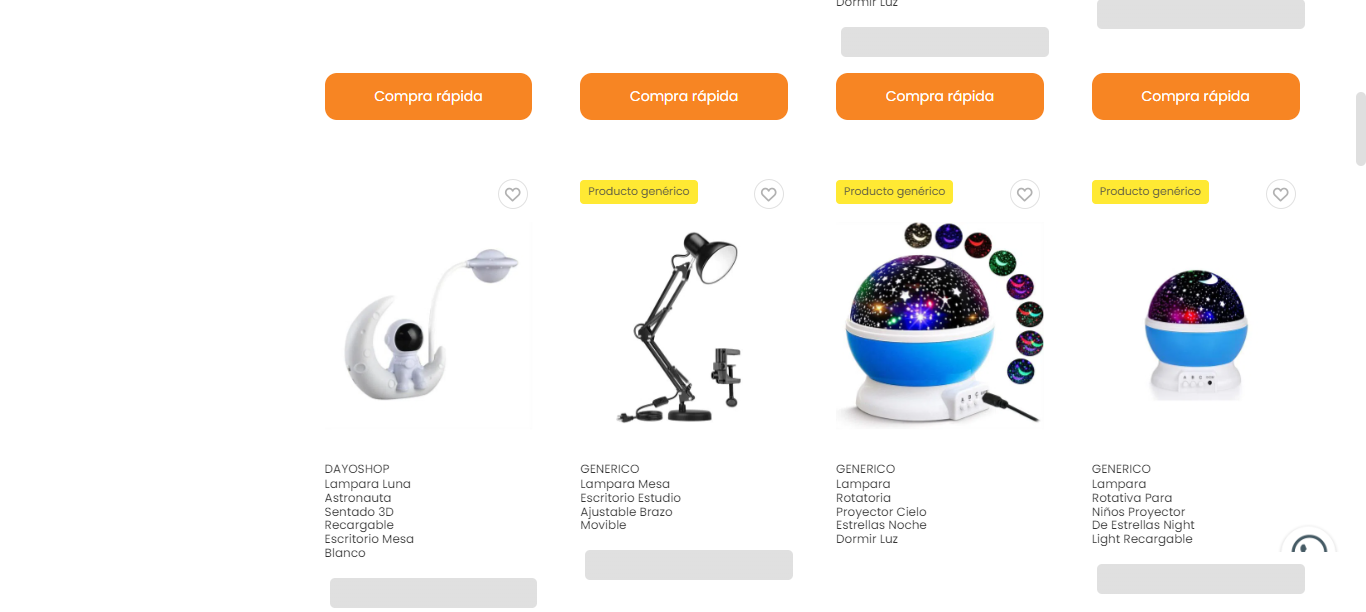 Dormir Luz
Compra rápida
Compra rápida
Compra rápida
Compra rápida
Producto genérico
Producto genérico
Producto genérico
DAYOSHOP
Lampara Luna
Astronauta
Sentado 3D
Recargable
Escritorio Mesa
Blanco
GENERICO
Lampara Mesa
Escritorio Estudio
Ajustable Brazo
Movible
GENERICO
Lampara
Rotatoria
Proyector Cielo
Estrellas Noche
Dormir Luz
GENERICO
Lampara
Rotativa Para
Niños Proyector
De Estrellas Night
Light Recargable